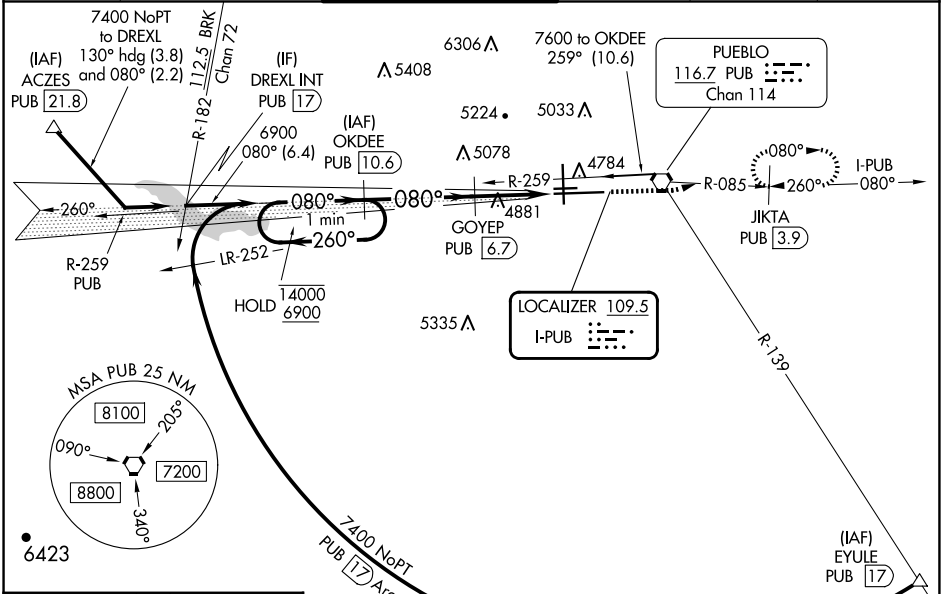 7400 NoPT
to DREXL
130° hdg (3.8)
and 080° (2.2)
(IAF)
ACZES
PUB 21.8
112.5 BRK
Chan 72
R-182
(IF)
DREXL INT
PUB 17
6900
080° (6.4)
5408
6306
(IAF)
OKDEE
PUB 10.6
5224
5033
5078
7600 to OKDEE
259° (10.6)
PUEBLO
116.7 PUB
Chan 114
4784
R-259
080°
260°
R-085
I-PUB
080°
JIKTA
PUB 3.9
260°
080°
1 min
260°
080°
4881
GOYEP
PUB 6.7
R-259
PUB
LR-252
HOLD 14000
6900
5335
LOCALIZER 109.5
I-PUB
R-139
MSA PUB 25 NM
8100
205°
090°
7200
8800
340°
6423
7400 NoPT
PUB 17 Arc
(IAF)
EYULE
PUB 17